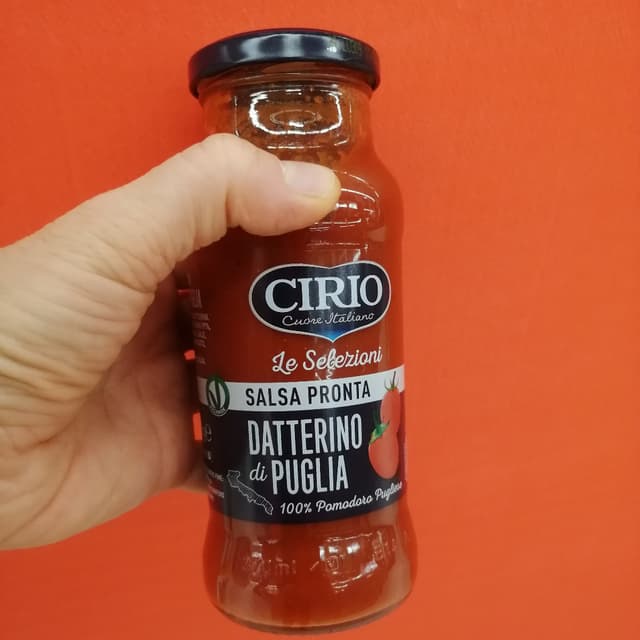 CIRIO
Cuore Italiano
Le Selezioni
SALSA PRONTA
DATTERINO
di PUGLIA
100% Pomodoro Pugliese